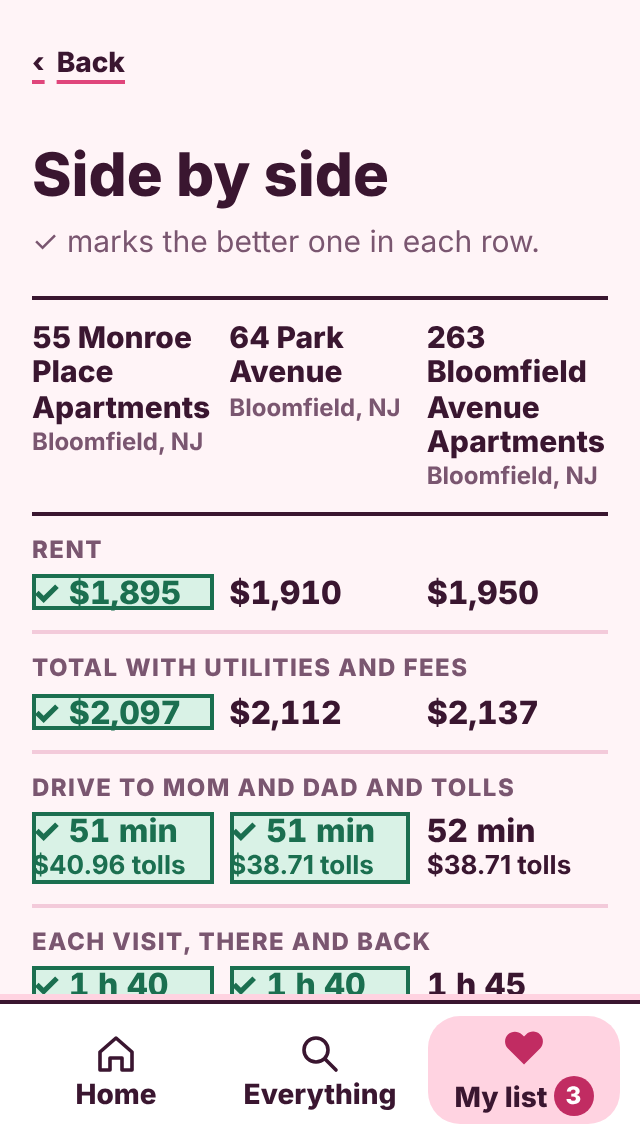 ‹ Back
Side by side
✓ marks the better one in each row.
55 Monroe Place Apartments
Bloomfield, NJ
64 Park Avenue
Bloomfield, NJ
263 Bloomfield Avenue Apartments
Bloomfield, NJ
RENT
✓ $1,895 $1,910 $1,950
TOTAL WITH UTILITIES AND FEES
✓ $2,097 $2,112 $2,137
DRIVE TO MOM AND DAD AND TOLLS
✓ 51 min ✓ 51 min 52 min
$40.96 tolls $38.71 tolls $38.71 tolls
EACH VISIT, THERE AND BACK
✓ 1 h 40 ✓ 1 h 40 1 h 45
Home Everything My list 3